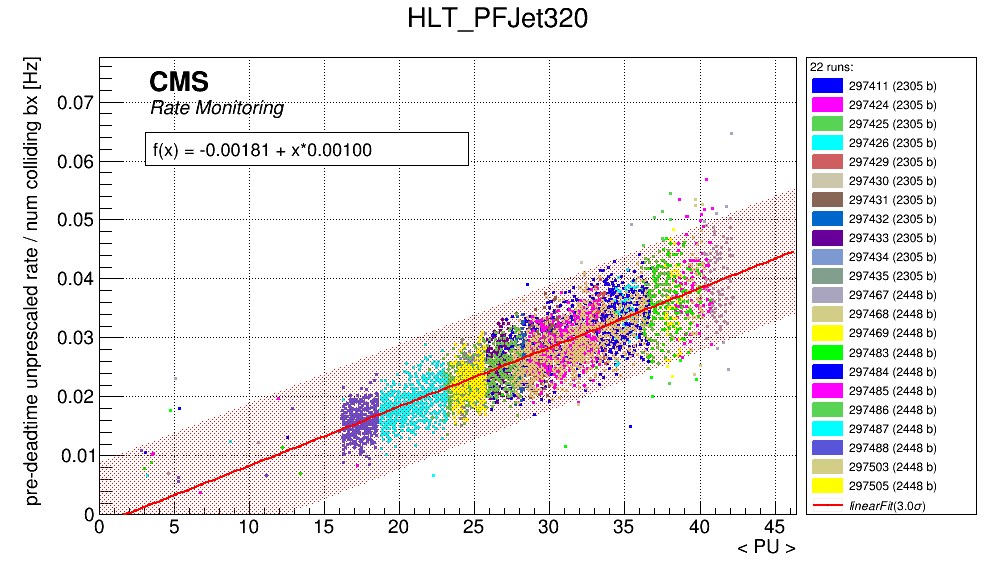 HLT_PFJet320
pre-deadtime unprescaled rate / num colliding bx [Hz]
CMS
Rate Monitoring
f(x) = -0.00181 + x*0.00100
0.07
0.06
0.05
0.04
0.03
0.02
0.01
0
0 5 10 15 20 25 30 35 40 45
< PU >
22 runs:
297411 (2305 b)
297424 (2305 b)
297425 (2305 b)
297426 (2305 b)
297429 (2305 b)
297430 (2305 b)
297431 (2305 b)
297432 (2305 b)
297433 (2305 b)
297434 (2305 b)
297435 (2305 b)
297467 (2448 b)
297468 (2448 b)
297469 (2448 b)
297483 (2448 b)
297484 (2448 b)
297485 (2448 b)
297486 (2448 b)
297487 (2448 b)
297488 (2448 b)
297503 (2448 b)
297505 (2448 b)
linearFit(3.0σ)